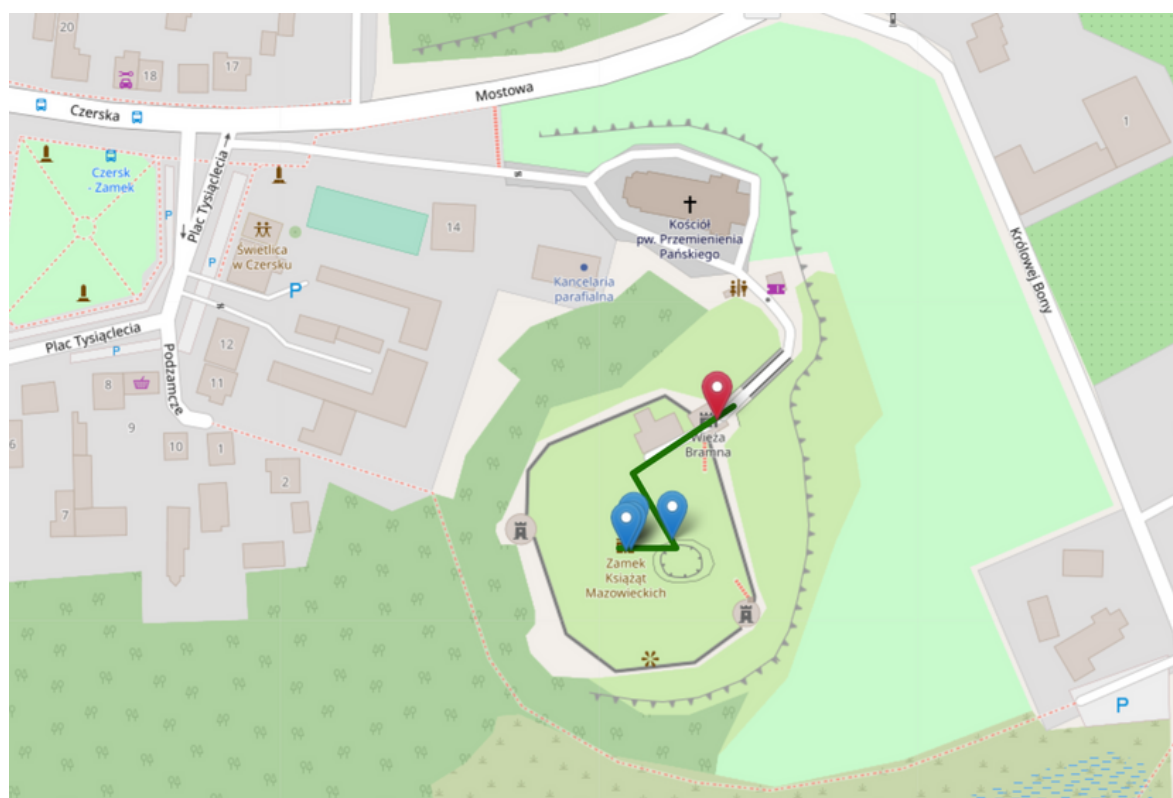 20
18
17
Czerska
Mostowa
1
Plac Tysiąclecia
Czersk
- Zamek
P
P
Świetlica
w Czersku
P
14
Kościół
pw. Przemienienia
Pańskiego
Kancelaria
parafialna
Królowej Bony
Plac Tysiąclecia
P
Podzamcze
12
11
8
9
10
1
2
6
7
Wieża
Bramna
Zamek
Książąt
Mazowieckich
P